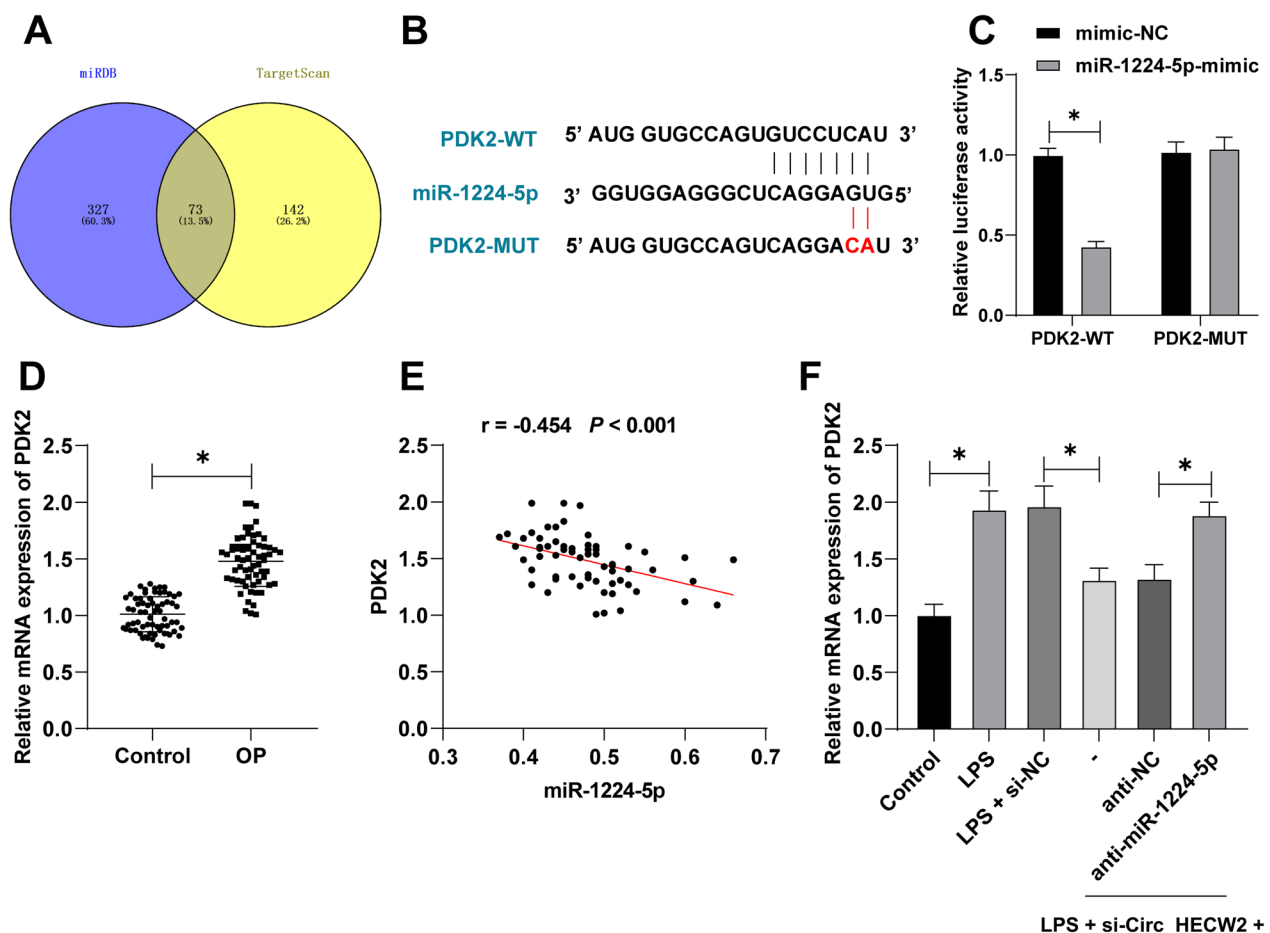 A
miRDB
TargetScan
327
(60.3%)
73
(13.5%)
142
(26.2%)
B
PDK2-WT 5’ AUG GUGCCAGUGUCCUCAU 3’
miR-1224-5p 3’ GGUGGAGGGCUCAGGAGUG5’
PDK2-MUT 5’ AUG GUGCCAGUCAGGACAU 3’
C
mimic-NC
miR-1224-5p-mimic
Relative luciferase activity
1.5
1.0
0.5
0.0
*
PDK2-WT PDK2-MUT
D
Relative mRNA expression of PDK2
2.5
2.0
1.5
1.0
0.5
0.0
*
Control OP
E
r = -0.454 P < 0.001
PDK2
2.5
2.0
1.5
1.0
0.5
0.0
0.3 0.4 0.5 0.6 0.7
miR-1224-5p
F
Relative mRNA expression of PDK2
2.5
2.0
1.5
1.0
0.5
0.0
* * *
Control
LPS
LPS + si-NC
-
anti-NC
anti-miR-1224-5p
LPS + si-Circ HECW2 +